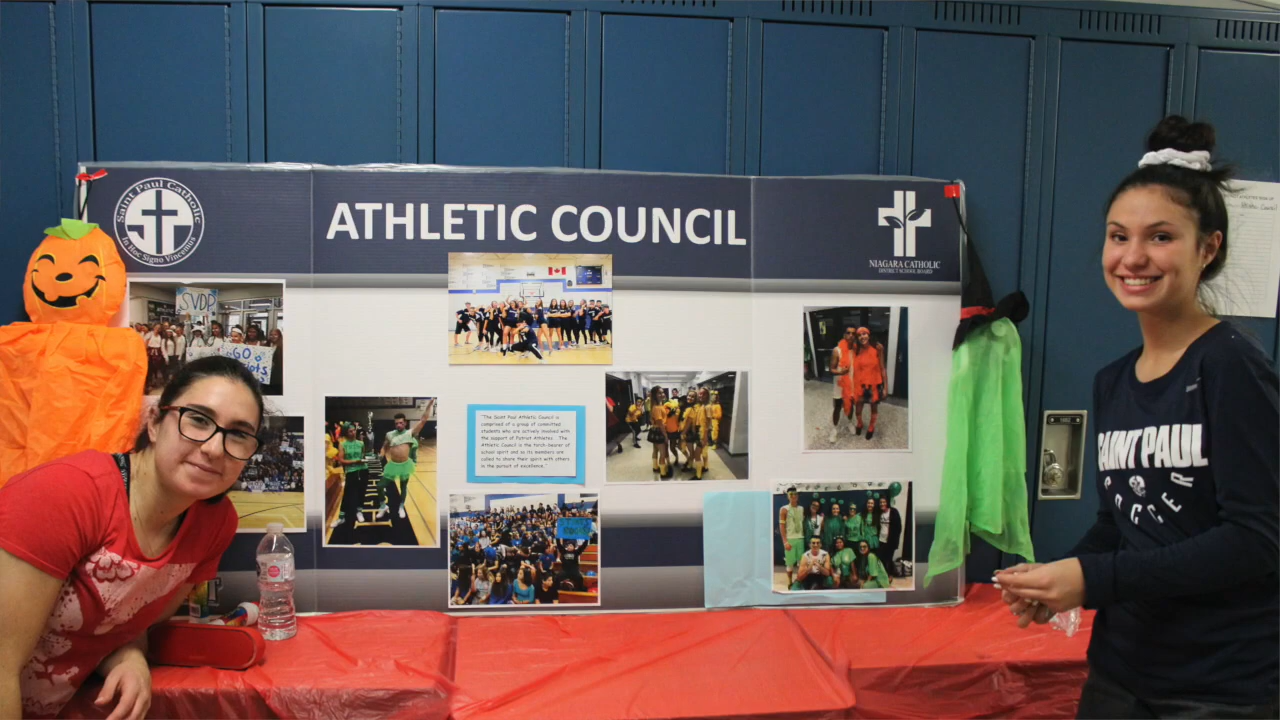 Saint Paul Catholic
In Hoc Signo Vincemus
ATHLETIC COUNCIL
NIAGARA CATHOLIC
DISTRICT SCHOOL BOARD
SVDP
GO
"The Saint Paul Athletic Council is
comprised of a group of committed
students who are actively involved with
the support of Patriot Athletes. The
Athletic Council is the torch-bearer of
school spirit and so its members are
called to share their spirit with others
in the pursuit of excellence."
SAINT PAUL
SOCCER